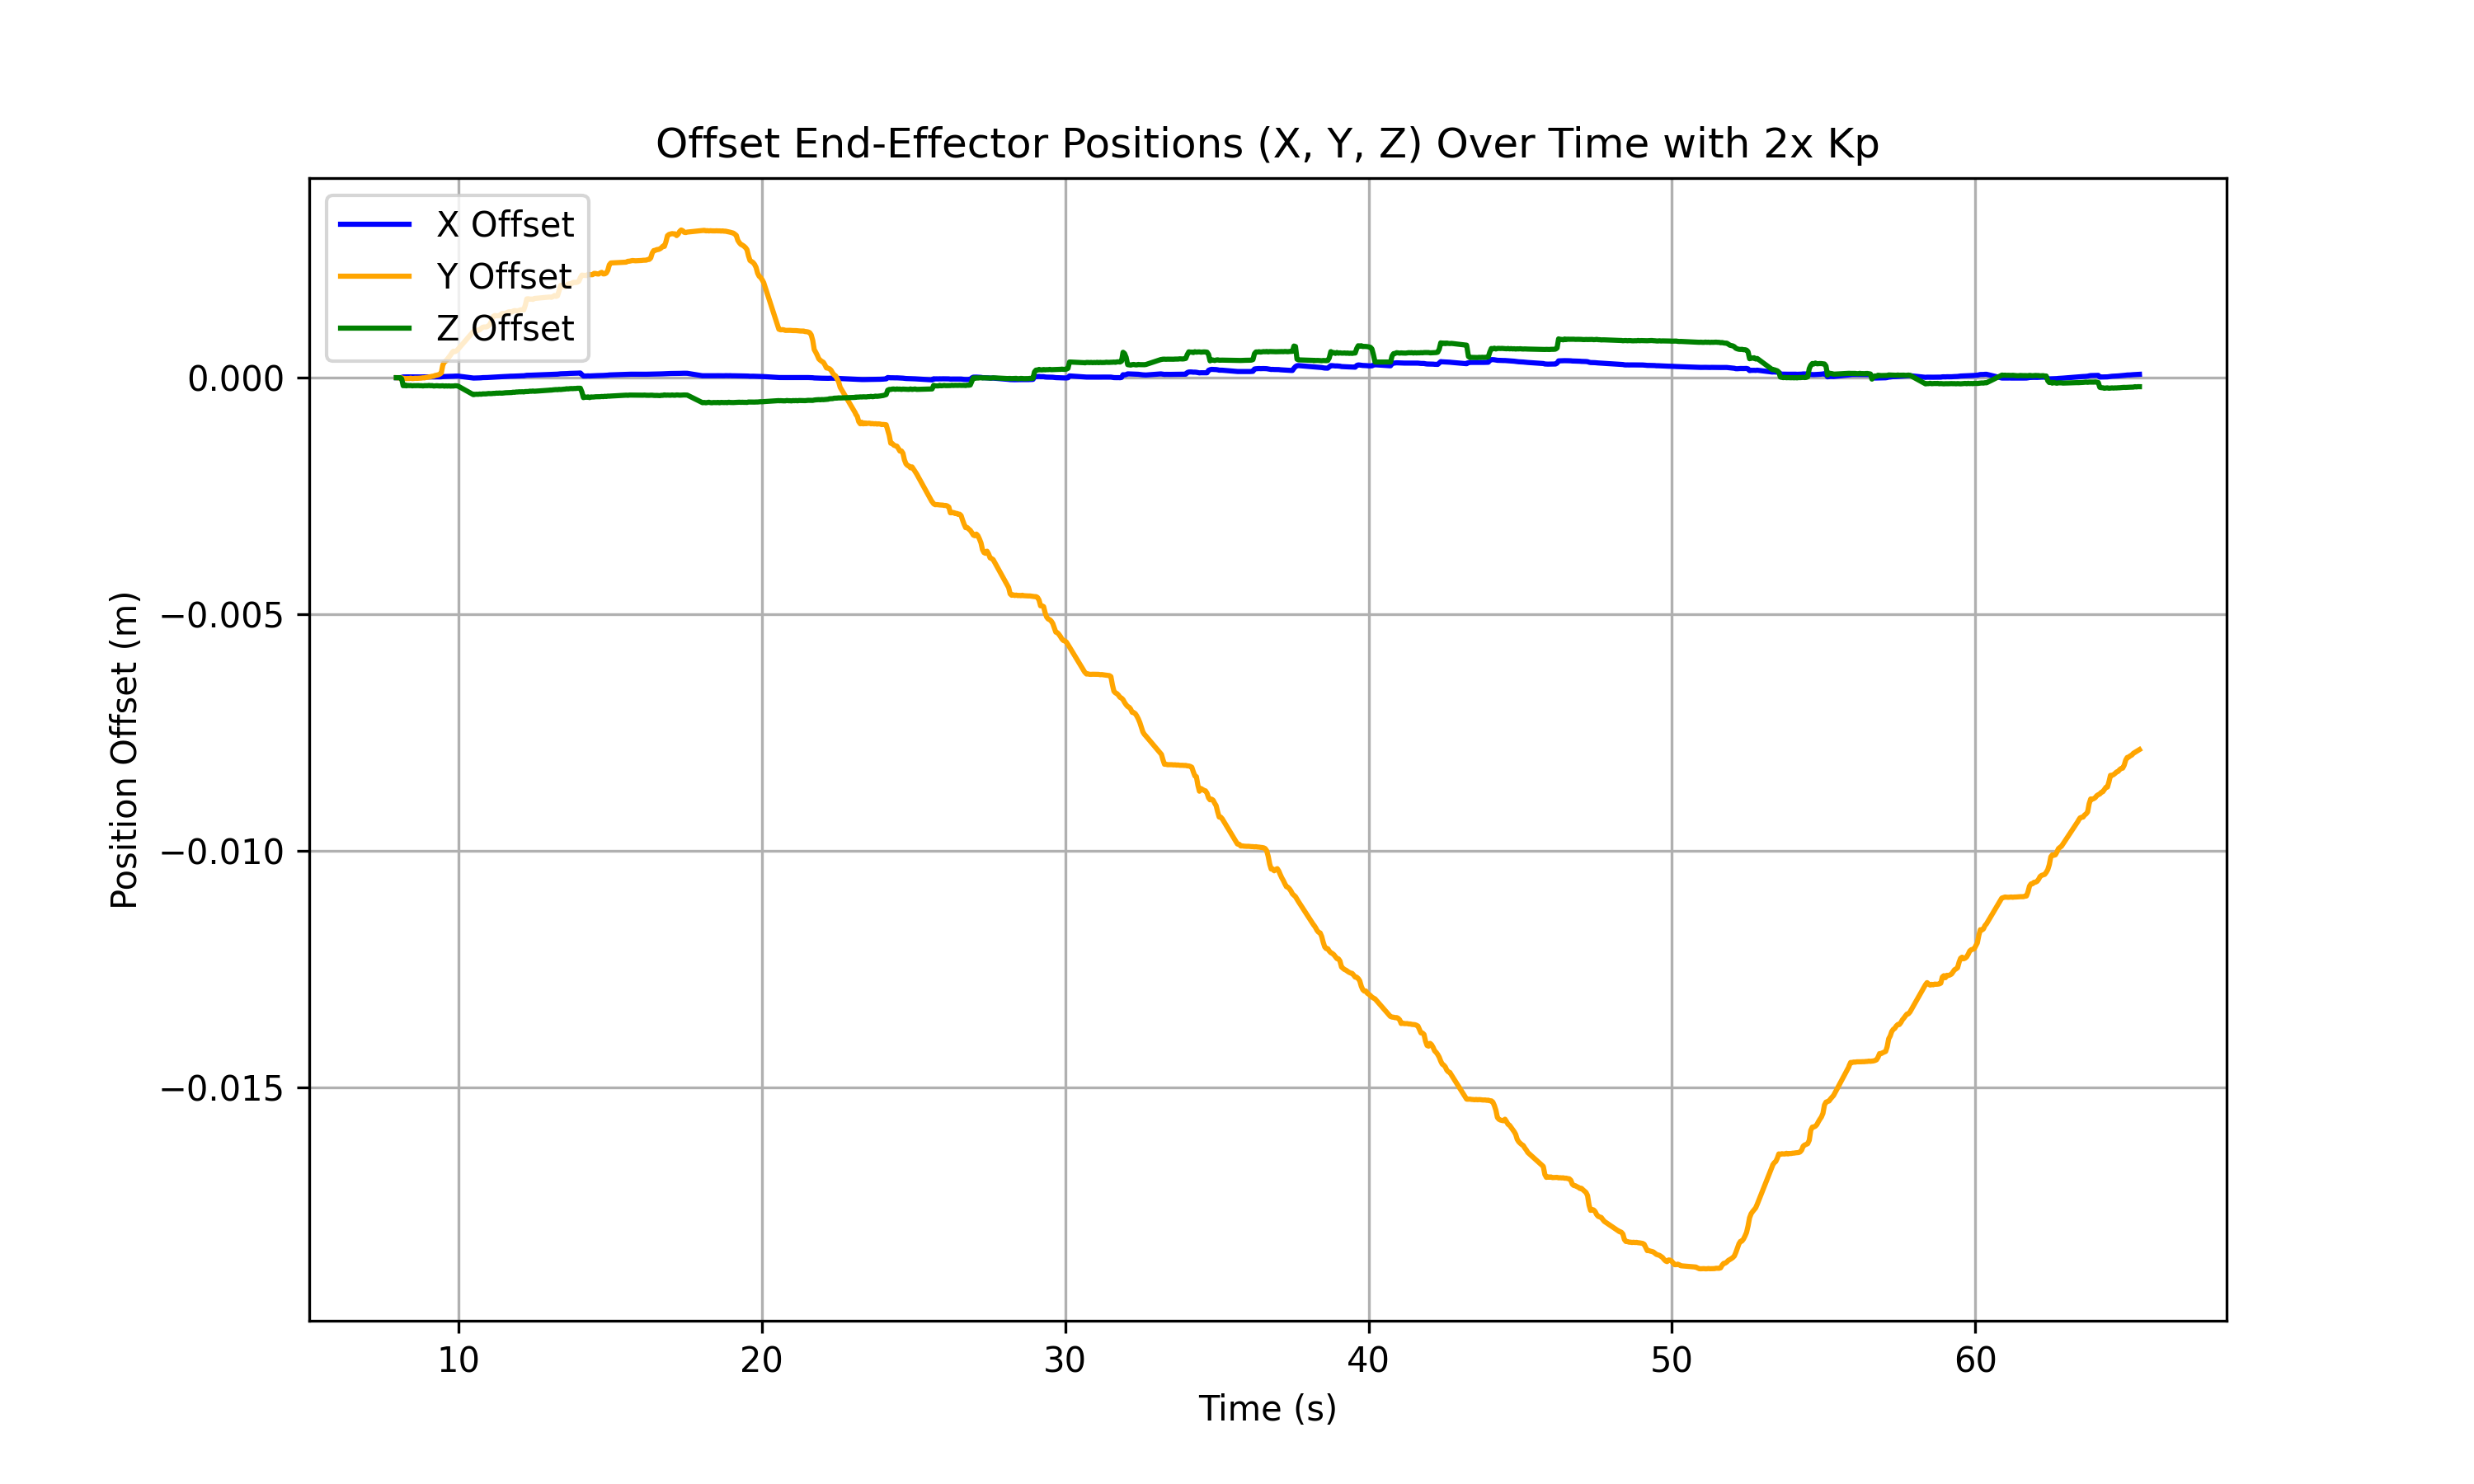 Offset End-Effector Positions (X, Y, Z) Over Time with 2x Kp
X Offset
Y Offset
Z Offset
0.000
−0.005
−0.010
−0.015
Position Offset (m)
10 20 30 40 50 60
Time (s)